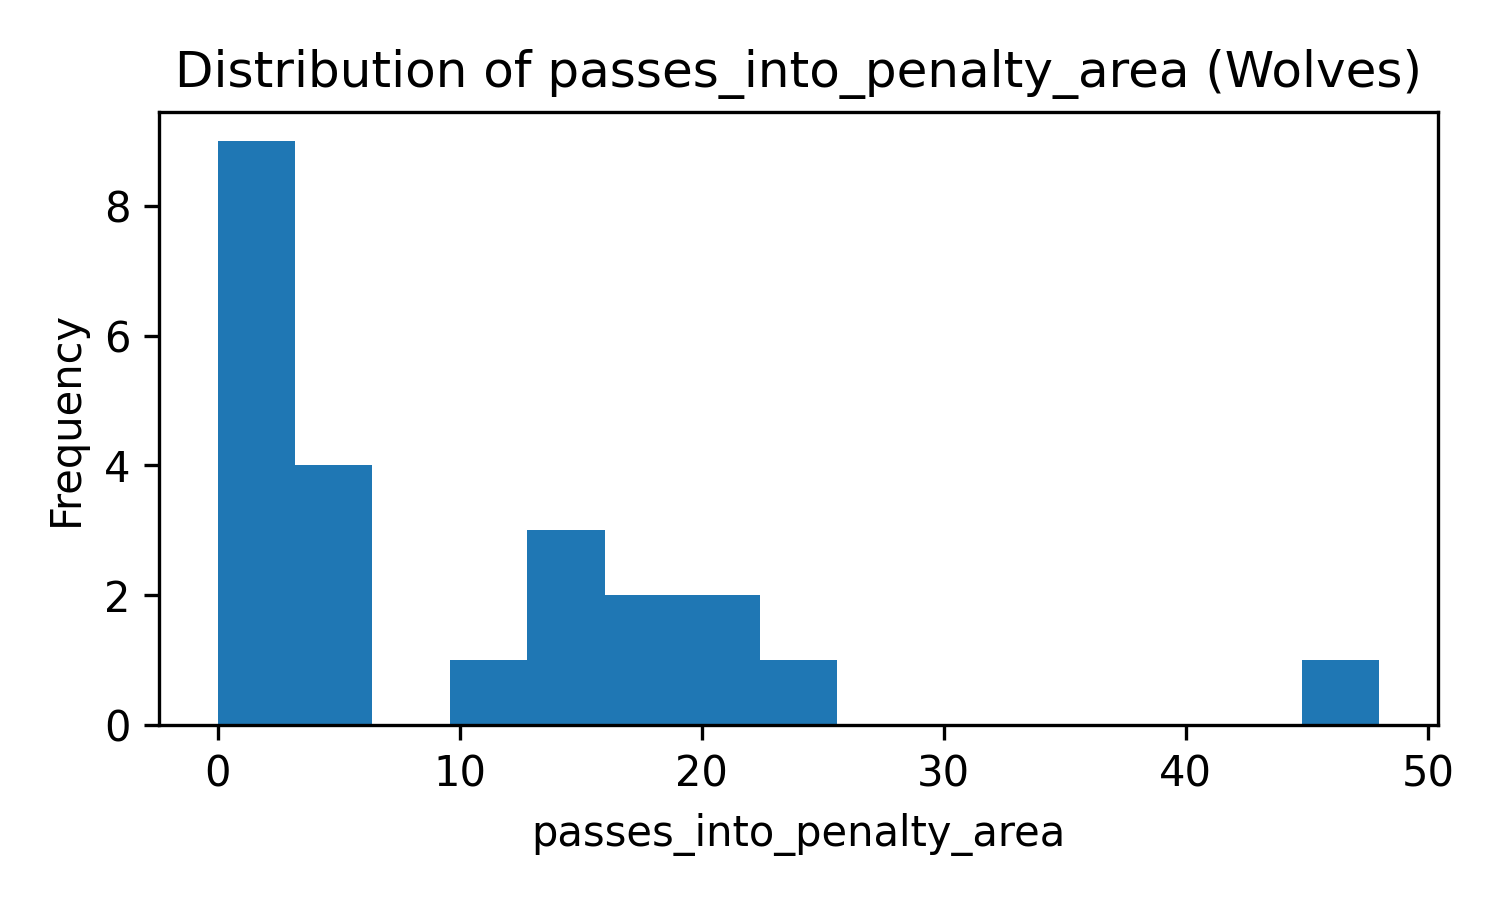 Distribution of passes_into_penalty_area (Wolves)
Frequency
8
6
4
2
0
0 10 20 30 40 50
passes_into_penalty_area